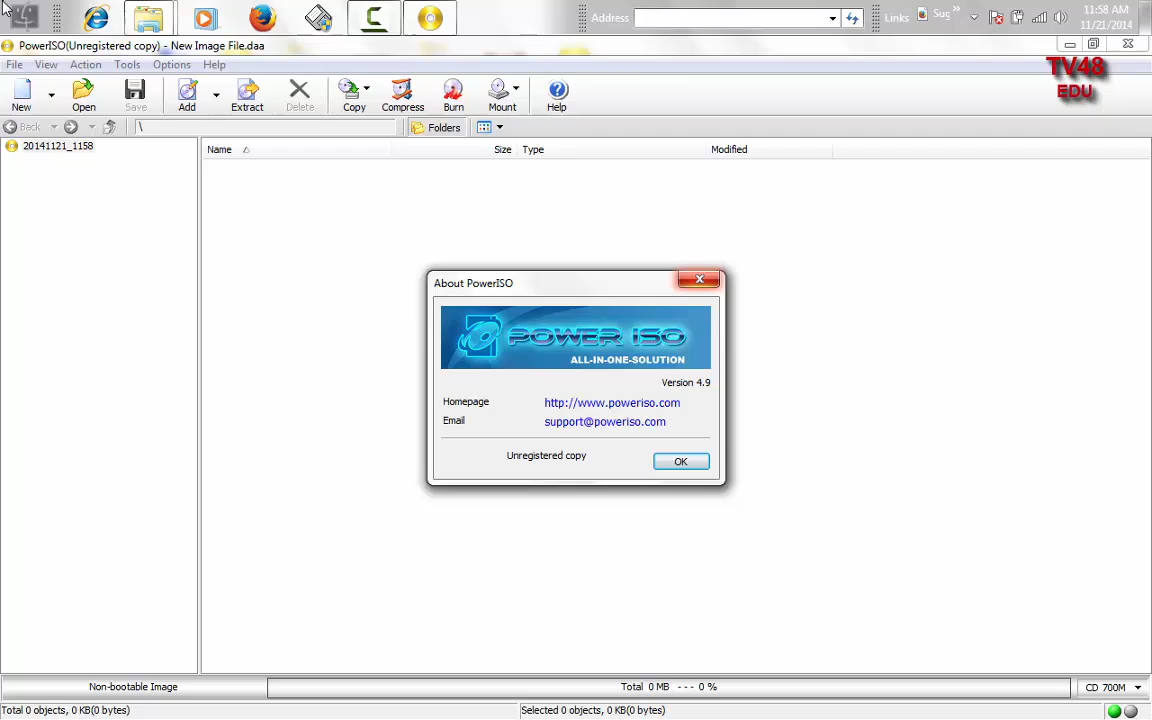 Address
Links
Sug »
11:58 AM
11/21/2014
PowerISO(Unregistered copy) - New Image File.daa
TV48
EDU
File View Action Tools Options Help
New Open Save Add Extract Delete Copy Compress Burn Mount Help
Back \ Folders
20141121_1158
Name Size Type Modified
About PowerISO
POWER ISO
ALL-IN-ONE-SOLUTION
Version 4.9
Homepage http://www.poweriso.com
Email support@poweriso.com
Unregistered copy OK
Non-bootable Image Total 0 MB --- 0 % CD 700M
Total 0 objects, 0 KB(0 bytes) Selected 0 objects, 0 KB(0 bytes)